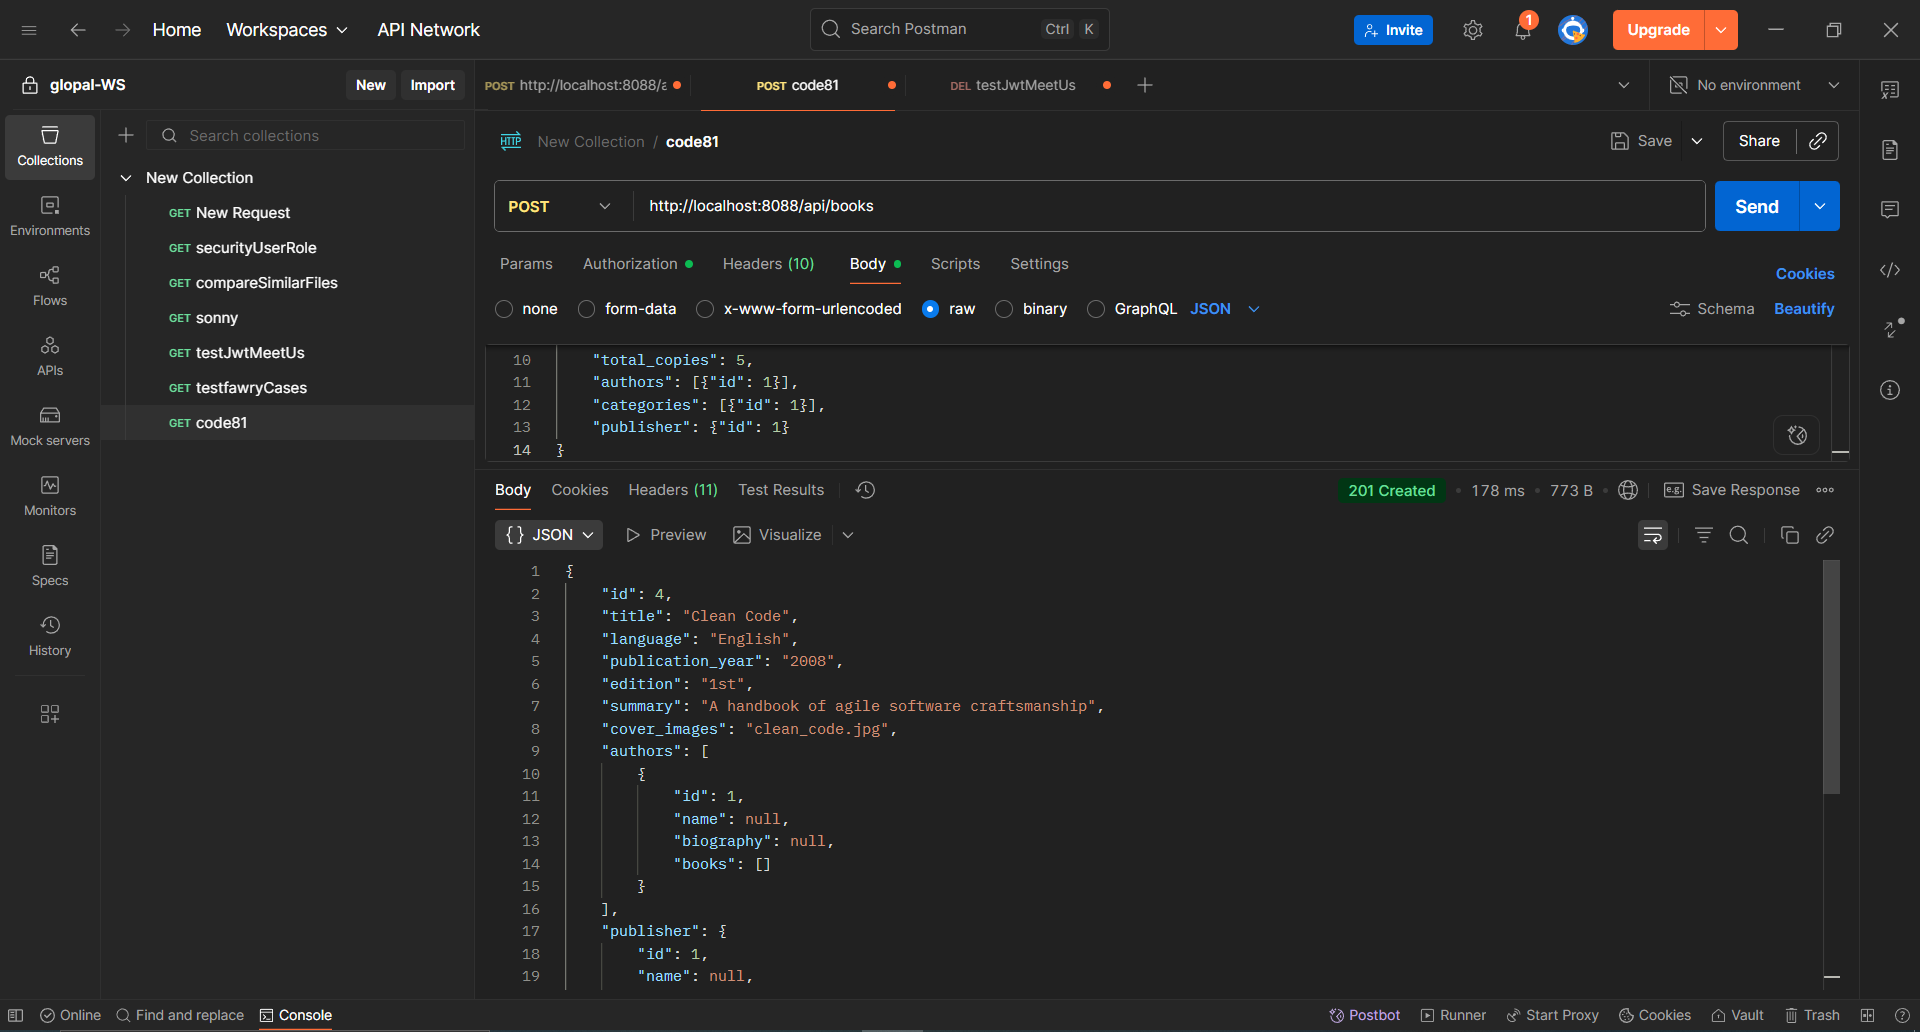 Home Workspaces API Network Search Postman Ctrl K Invite 1 Upgrade
glopal-WS New Import POST http://localhost:8088/a POST code81 DEL testJwtMeetUs No environment
Collections
Environments
Flows
APIs
Mock servers
Monitors
Specs
History
Search collections
New Collection
GET New Request
GET securityUserRole
GET compareSimilarFiles
GET sonny
GET testJwtMeetUs
GET testfawryCases
GET code81
HTTP New Collection / code81 Save Share
POST http://localhost:8088/api/books Send
Params Authorization Headers (10) Body Scripts Settings Cookies
none form-data x-www-form-urlencoded raw binary GraphQL JSON Schema Beautify
10 "total_copies": 5,
11 "authors": [{"id": 1}],
12 "categories": [{"id": 1}],
13 "publisher": {"id": 1}
14 }
Body Cookies Headers (11) Test Results 201 Created 178 ms 773 B e.g. Save Response
{} JSON Preview Visualize
1 {
2 "id": 4,
3 "title": "Clean Code",
4 "language": "English",
5 "publication_year": "2008",
6 "edition": "1st",
7 "summary": "A handbook of agile software craftsmanship",
8 "cover_images": "clean_code.jpg",
9 "authors": [
10 {
11 "id": 1,
12 "name": null,
13 "biography": null,
14 "books": []
15 }
16 ],
17 "publisher": {
18 "id": 1,
19 "name": null,
Online Find and replace Console Postbot Runner Start Proxy Cookies Vault Trash